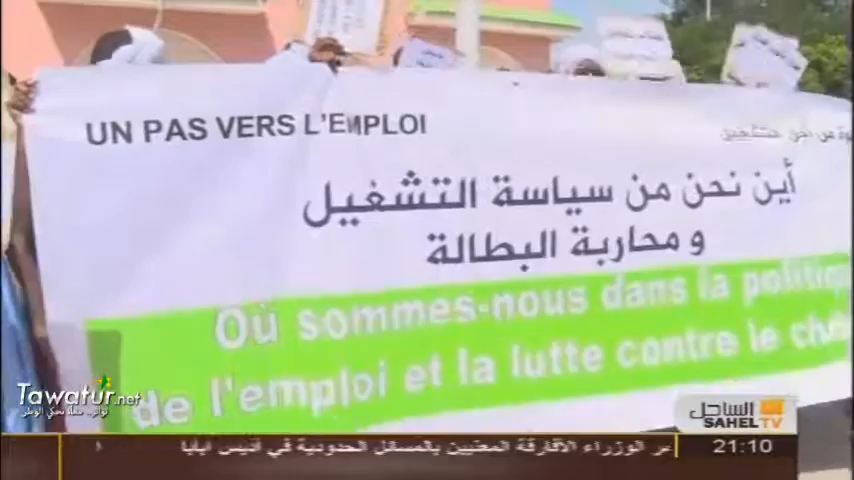 UN PAS VERS L'EMPLOI
أين نحن من سياسة التشغيل
و محاربة البطالة
Où sommes-nous dans la politique
de l'emploi et la lutte contre le
Tawatur.net
السـاحل
SAHEL TV
21:10
الوزراء الأفارقة المعنيين بالمسائل الحدودية في أديس أبابا